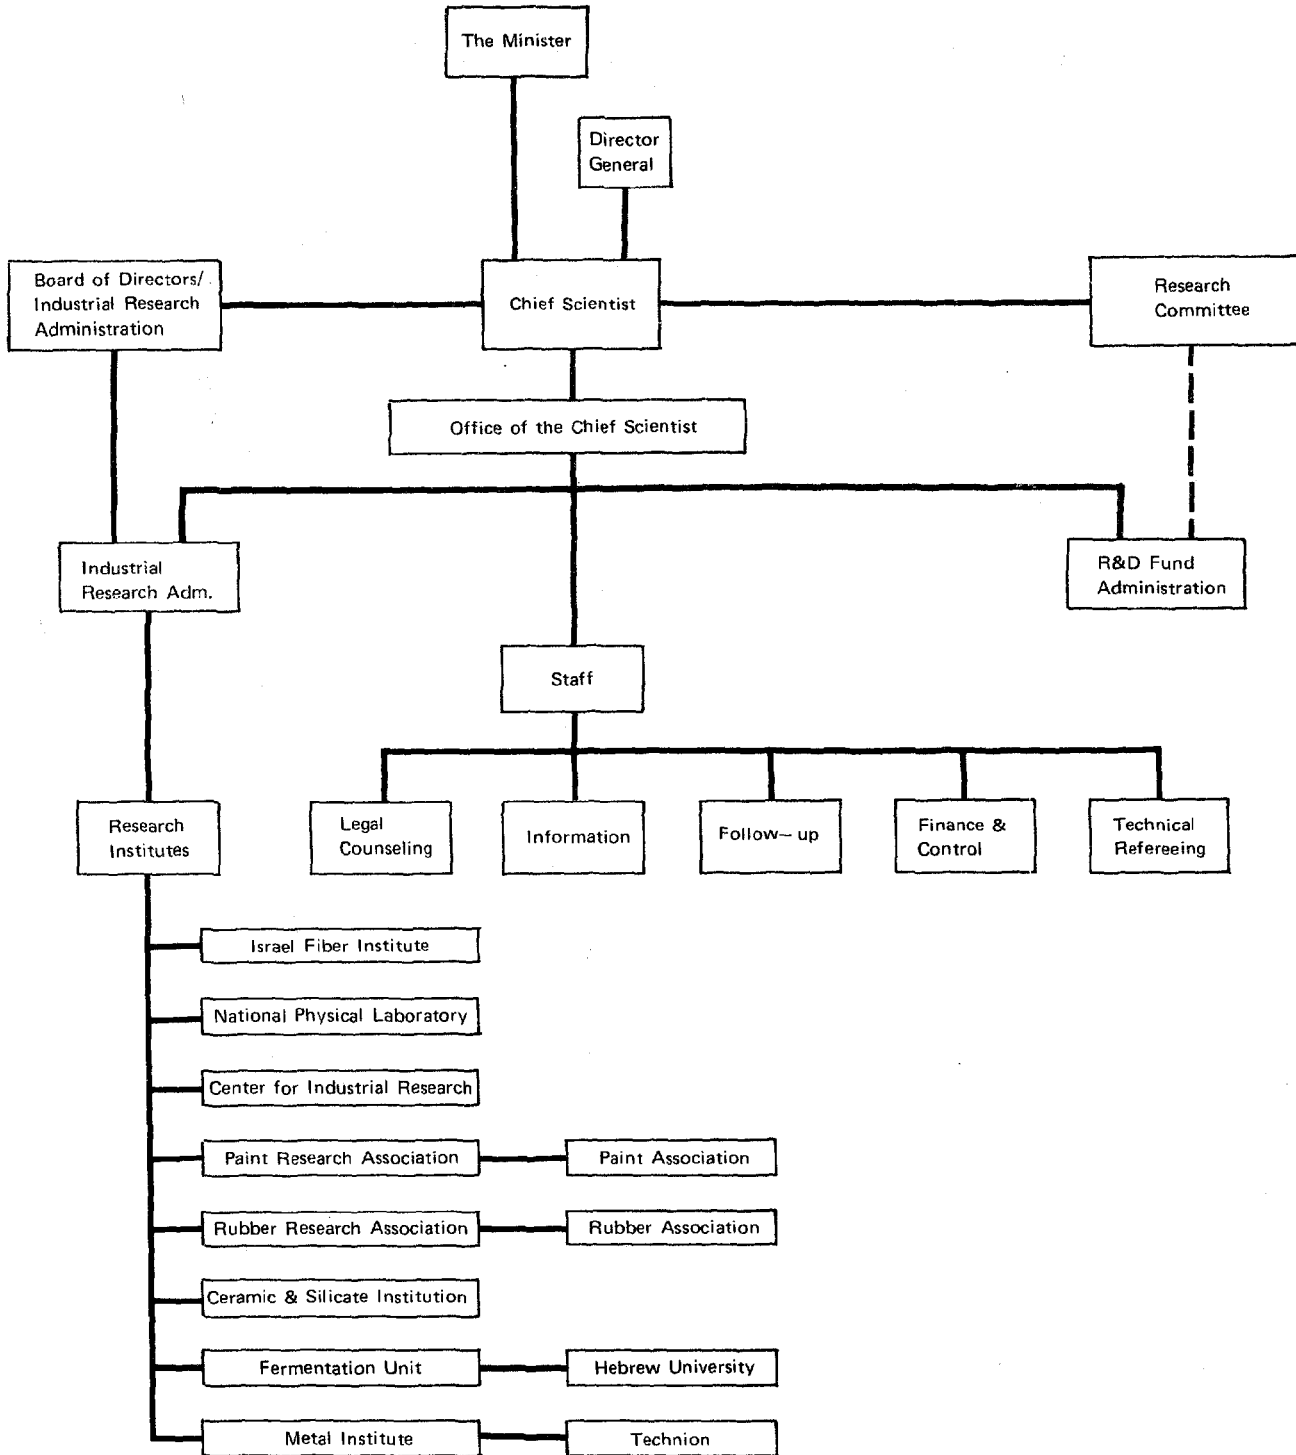 The Minister
Director
General
Board of Directors/
Industrial Research
Administration
Chief Scientist
Research
Committee
Office of the Chief Scientist
Industrial
Research Adm.
R&D Fund
Administration
Staff
Research
Institutes
Legal
Counseling
Information
Follow— up
Finance &
Control
Technical
Refereeing
Israel Fiber Institute
National Physical Laboratory
Center for Industrial Research
Paint Research Association
Paint Association
Rubber Research Association
Rubber Association
Ceramic & Silicate Institution
Fermentation Unit
Hebrew University
Metal Institute
Technion